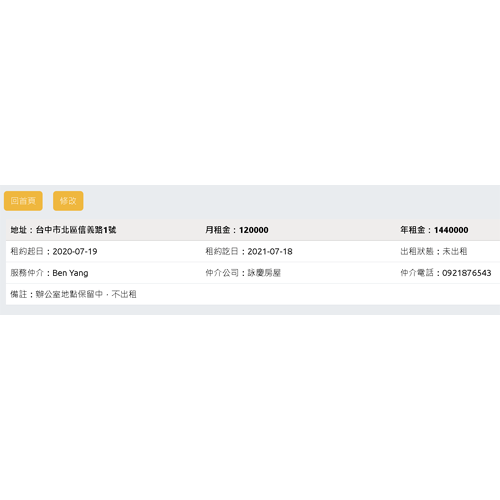 回首頁 修改
地址：台中市北區信義路1號 月租金：120000 年租金：1440000
租約起日：2020-07-19 租約訖日：2021-07-18 出租狀態：未出租
服務仲介：Ben Yang 仲介公司：詠慶房屋 仲介電話：0921876543
備註：辦公室地點保留中，不出租